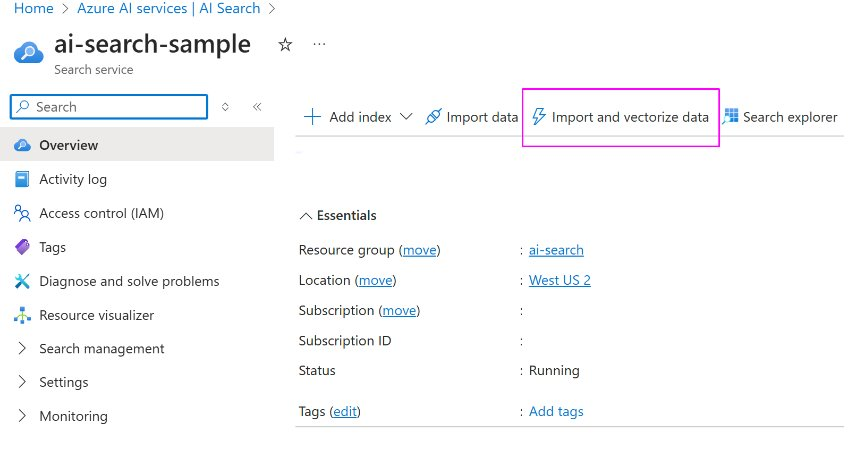 Home > Azure AI services | AI Search >
ai-search-sample
Search service
Search
Add index
Import data
Import and vectorize data
Search explorer
Overview
Activity log
Access control (IAM)
Tags
Diagnose and solve problems
Resource visualizer
Search management
Settings
Monitoring
Essentials
Resource group (move) : ai-search
Location (move) : West US 2
Subscription (move) :
Subscription ID :
Status : Running
Tags (edit) : Add tags